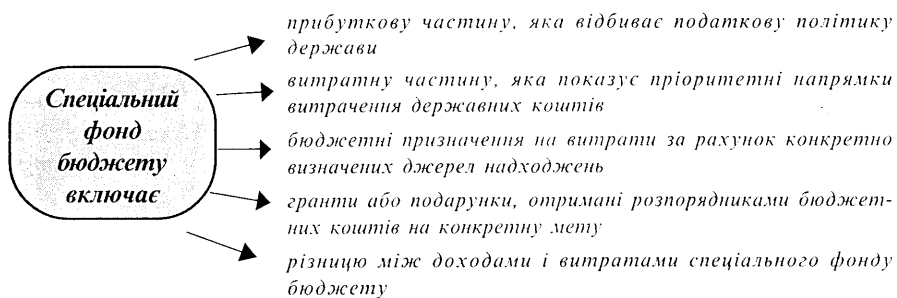 Спеціальний
фонд
бюджету
включає
прибуткову частину, яка відбиває податкову політику
держави
витратну частину, яка показує пріоритетні напрямки
витрачення державних коштів
бюджетні призначення на витрати за рахунок конкретно
визначених джерел надходжень
гранти або подарунки, отримані розпорядниками бюджет-
них коштів на конкретну мету
різницю між доходами і витратами спеціального фонду
бюджету